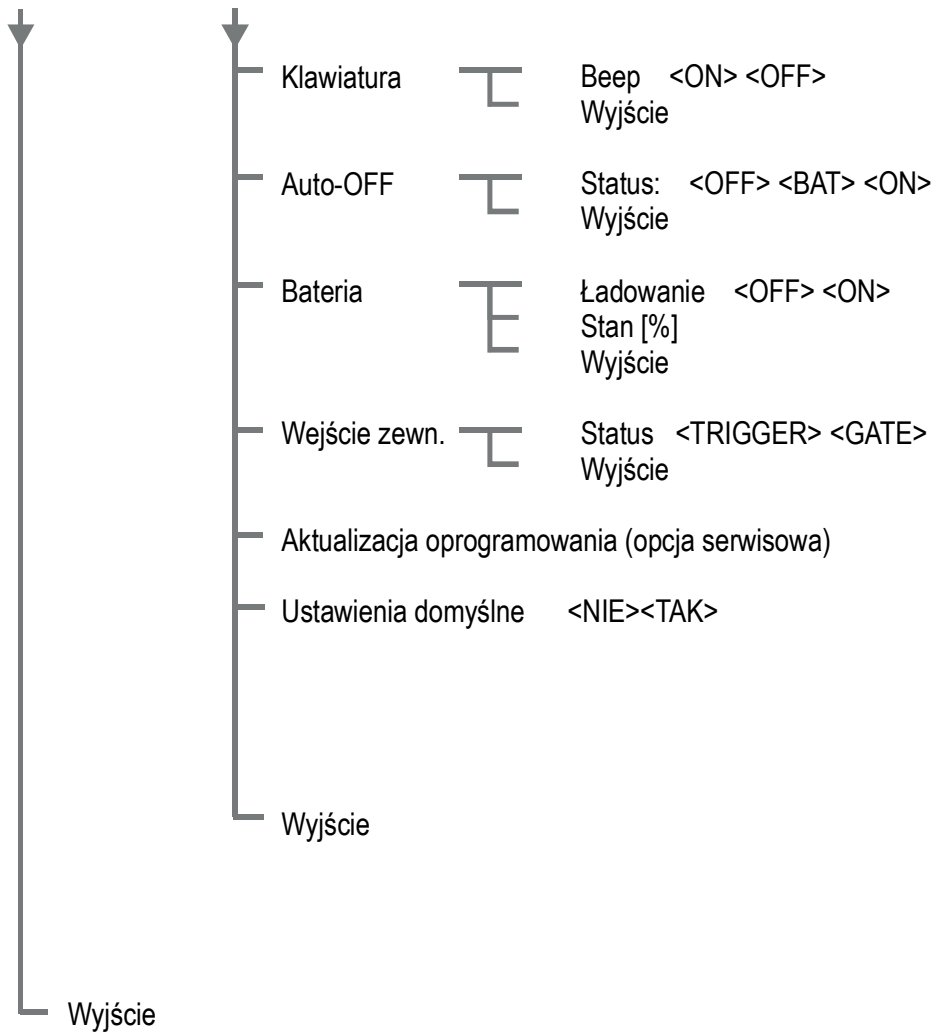 Klawiatura Beep <ON> <OFF>
Wyjście
Auto-OFF Status: <OFF> <BAT> <ON>
Wyjście
Bateria Ładowanie <OFF> <ON>
Stan [%]
Wyjście
Wejście zewn. Status <TRIGGER> <GATE>
Wyjście
Aktualizacja oprogramowania (opcja serwisowa)
Ustawienia domyślne <NIE><TAK>
Wyjście
Wyjście